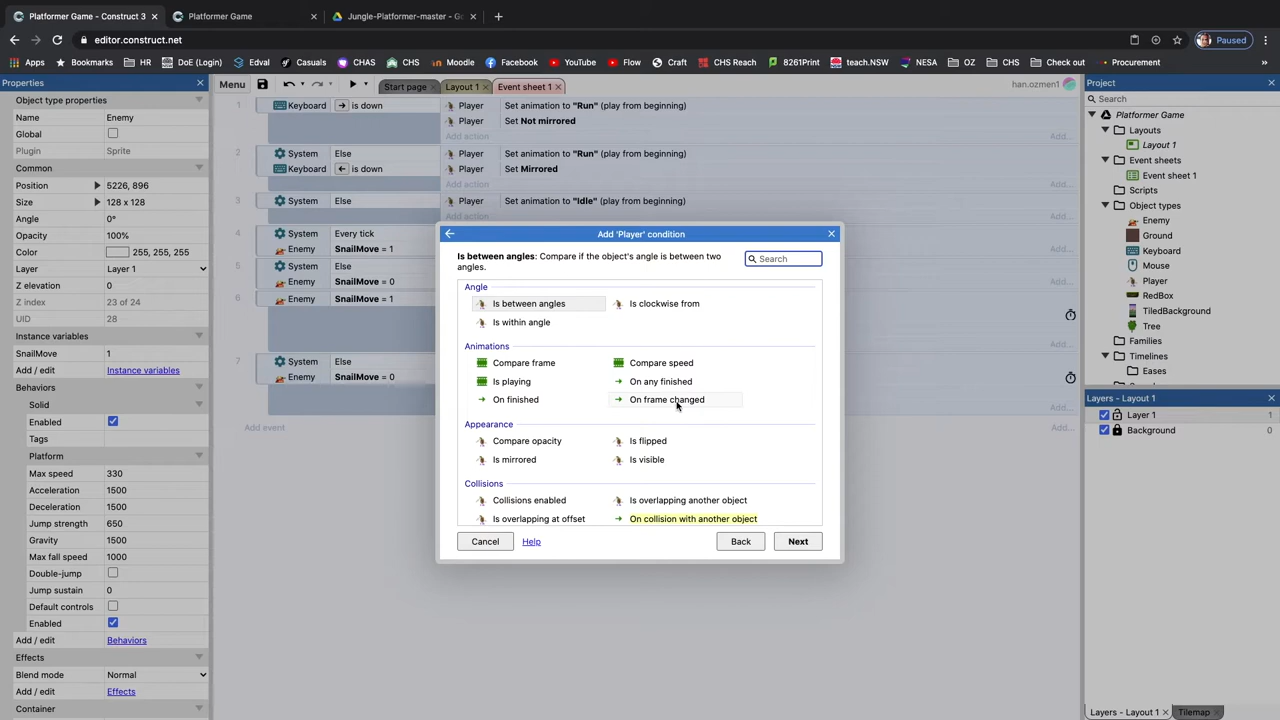 Platformer Game - Construct 3
Platformer Game
Jungle-Platformer-master - Go
editor.construct.net
Paused
Apps Bookmarks HR DoE (LOGIN) Edval Casuals CHAS CHS Moodle Facebook YouTube Flow Craft CHS Reach 8261Print teach.NSW NESA OZ CHS Procurement
Properties
Menu
Start page
Layout 1
Event sheet 1
han.ozmen1
Project
Object type properties
Name Enemy
Global
Plugin Sprite
Common
Position 5226, 896
Size 128 x 128
Angle 0°
Opacity 100%
Color 255, 255, 255
Layer Layer 1
Z elevation 0
Z index 23 of 24
UID 28
Instance variables
SnailMove 1
Add / edit Instance variables
Behaviors
Solid
Enabled
Tags
Platform
Max speed 330
Acceleration 1500
Deceleration 1500
Jump strength 650
Gravity 1500
Max fall speed 1000
Double-jump
Jump sustain 0
Default controls
Enabled
Add / edit Behaviors
Effects
Blend mode Normal
Add / edit Effects
Container
1 Keyboard → is down Player Set animation to "Run" (play from beginning)
Player Set Not mirrored
Add action Add...
2 System Else Player Set animation to "Run" (play from beginning)
Keyboard ← is down Player Set Mirrored
Add action Add...
3 System Else Player Set animation to "Idle" (play from beginning)
4 System Every tick
Enemy SnailMove = 1
5 System Else
Enemy SnailMove = 0
6 Enemy SnailMove = 1
7 System Else
Enemy SnailMove = 0
Add event
Add...
Add...
Add...
Add...
Add...
Add...
Add 'Player' condition
Is between angles: Compare if the object's angle is between two
angles.
Search
Angle
Is between angles Is clockwise from
Is within angle
Animations
Compare frame Compare speed
Is playing On any finished
On finished On frame changed
Appearance
Compare opacity Is flipped
Is mirrored Is visible
Collisions
Collisions enabled Is overlapping another object
Is overlapping at offset On collision with another object
Cancel Help Back Next
Search
Platformer Game
Layouts
Layout 1
Event sheets
Event sheet 1
Scripts
Object types
Enemy
Ground
Keyboard
Mouse
Player
RedBox
TiledBackground
Tree
Families
Timelines
Eases
Layers - Layout 1
Layer 1 1
Background 0
Layers - Layout 1 Tilemap